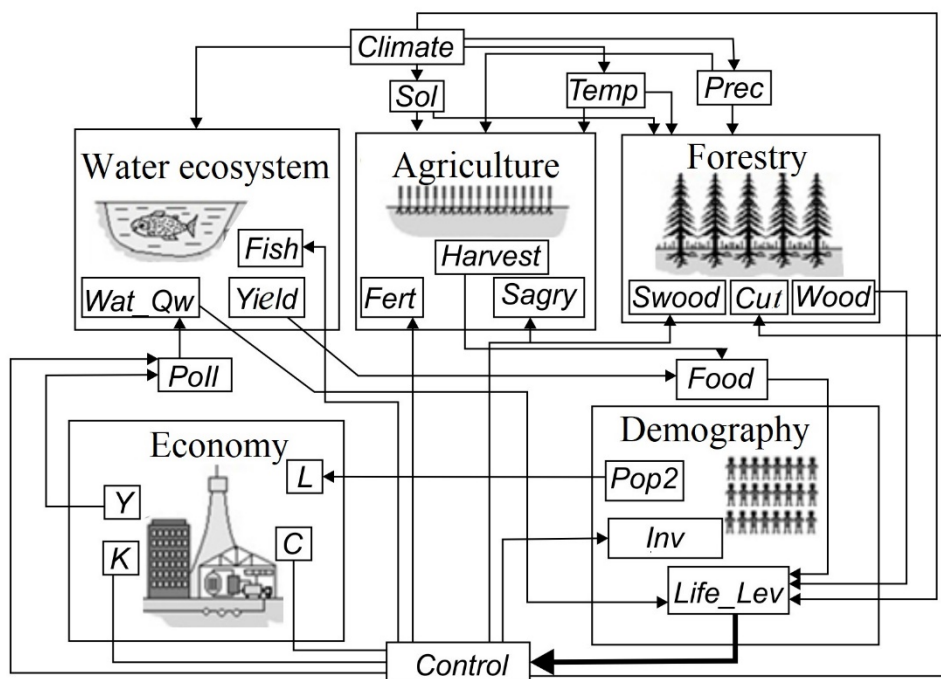 Climate
Sol
Temp
Prec
Water ecosystem
Agriculture
Forestry
Fish
Harvest
Wat_Qw
Yield
Fert
Sagry
Swood
Cut
Wood
Poll
Food
Economy
Demography
L
Pop2
Y
K
C
Inv
Life_Lev
Control